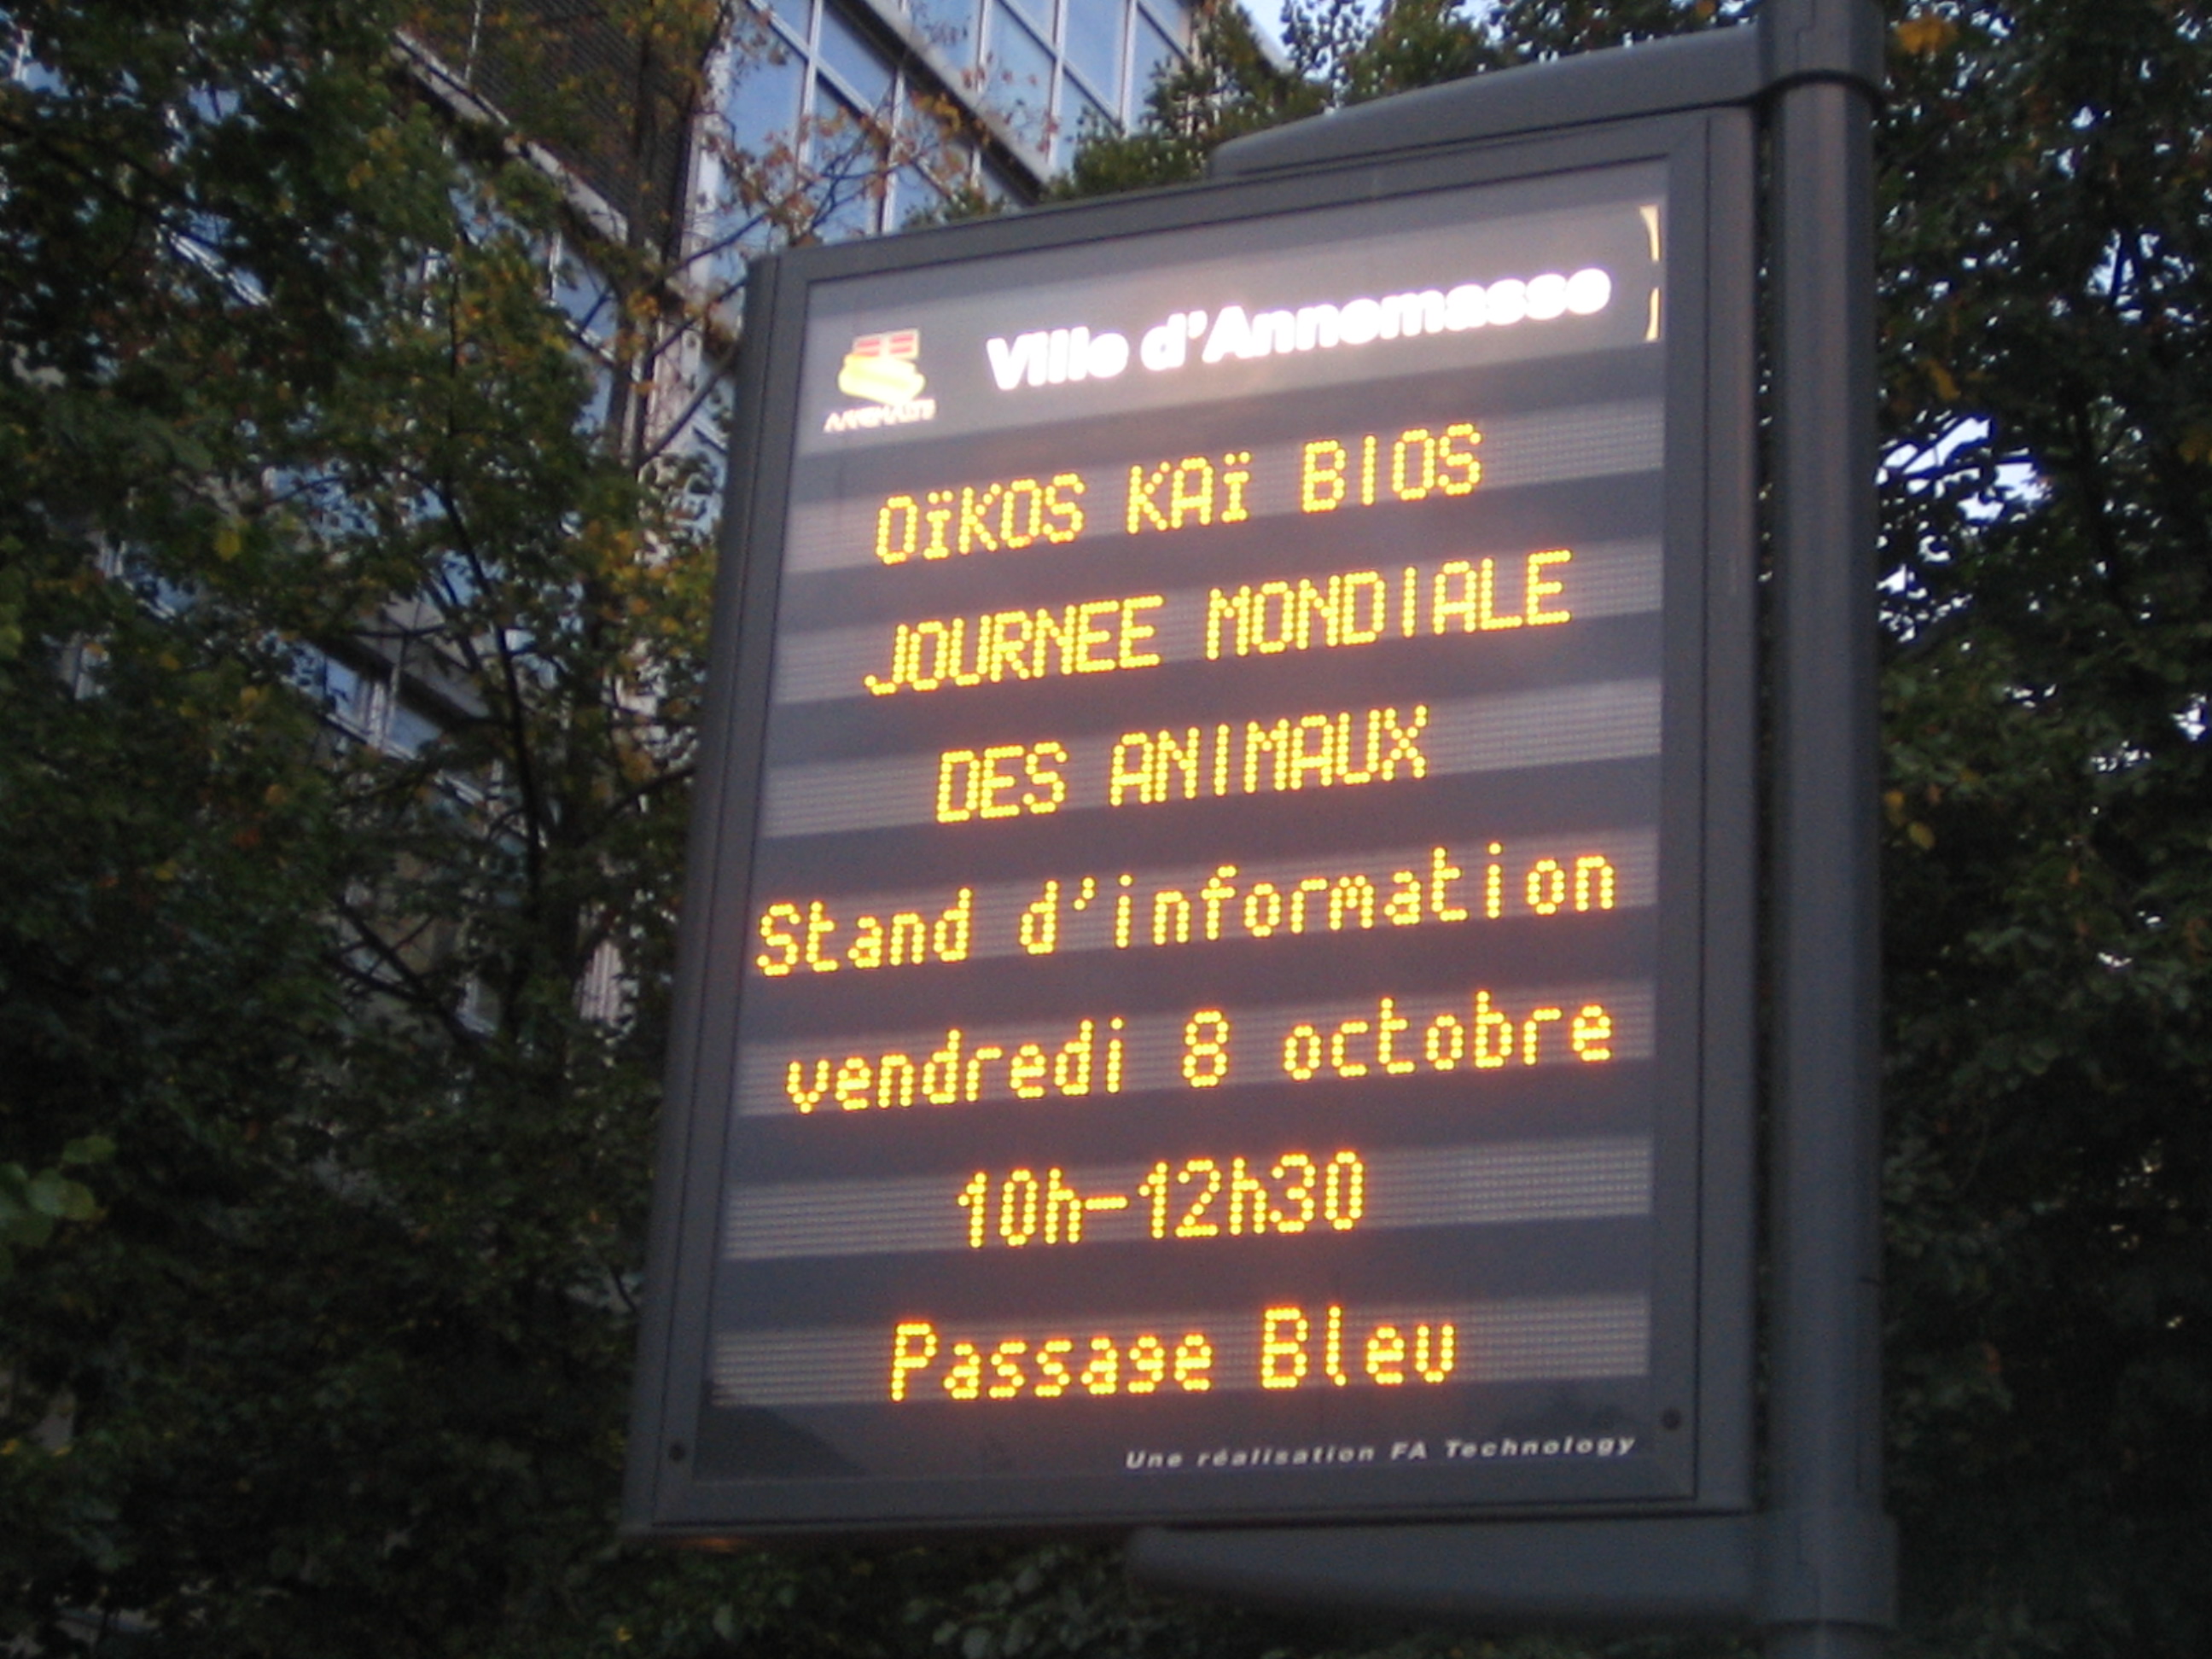 Ville d'Annemasse
OïKOS KAï BIOS
JOURNEE MONDIALE
DES ANIMAUX
Stand d'information
vendredi 8 octobre
10h-12h30
Passage Bleu
Une réalisation FA Technology